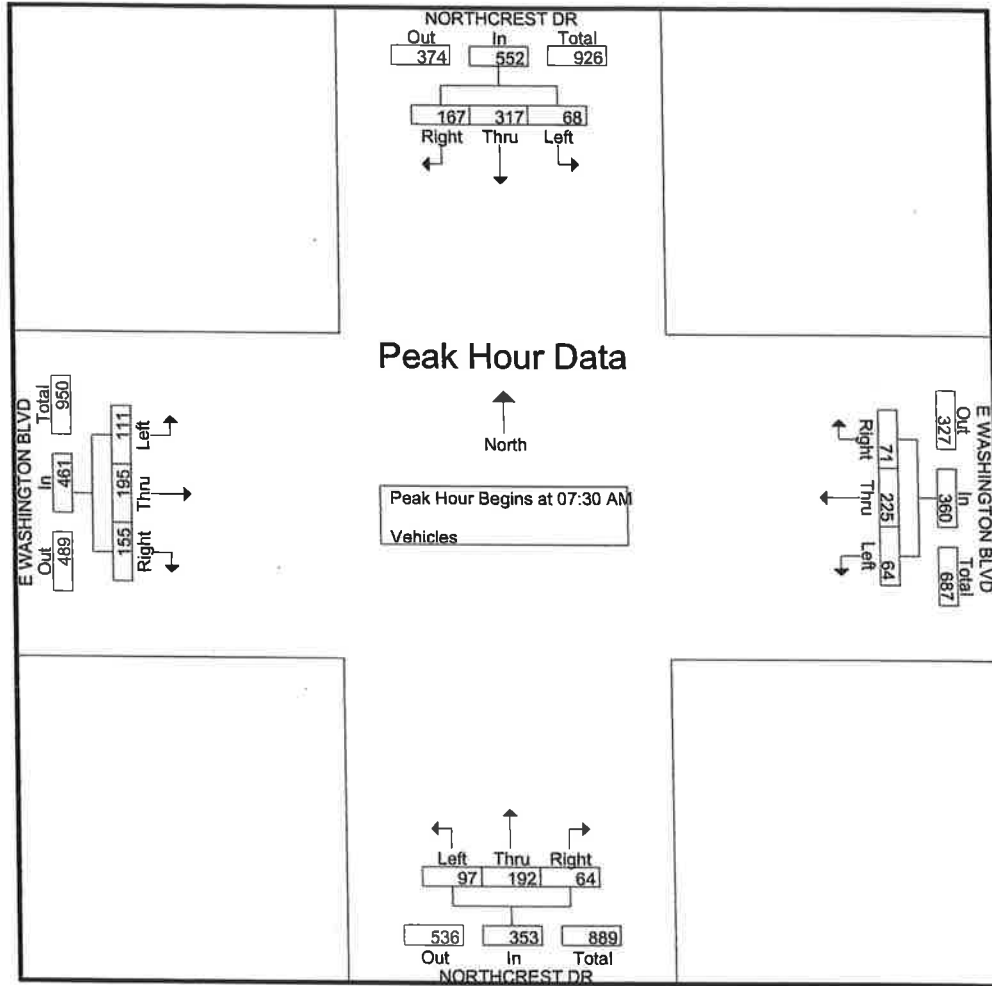 NORTHCREST DR
Out In Total
374 552 926
167 317 68
Right Thru Left
Peak Hour Data
North
Peak Hour Begins at 07:30 AM
Vehicles
E WASHINGTON BLVD
Total In Out
950 461 489
111 195 155
Left Thru Right
E WASHINGTON BLVD
Out In Total
327 360 687
71 225 64
Right Thru Left
Left Thru Right
97 192 64
536 353 889
Out In Total
NORTHCREST DR